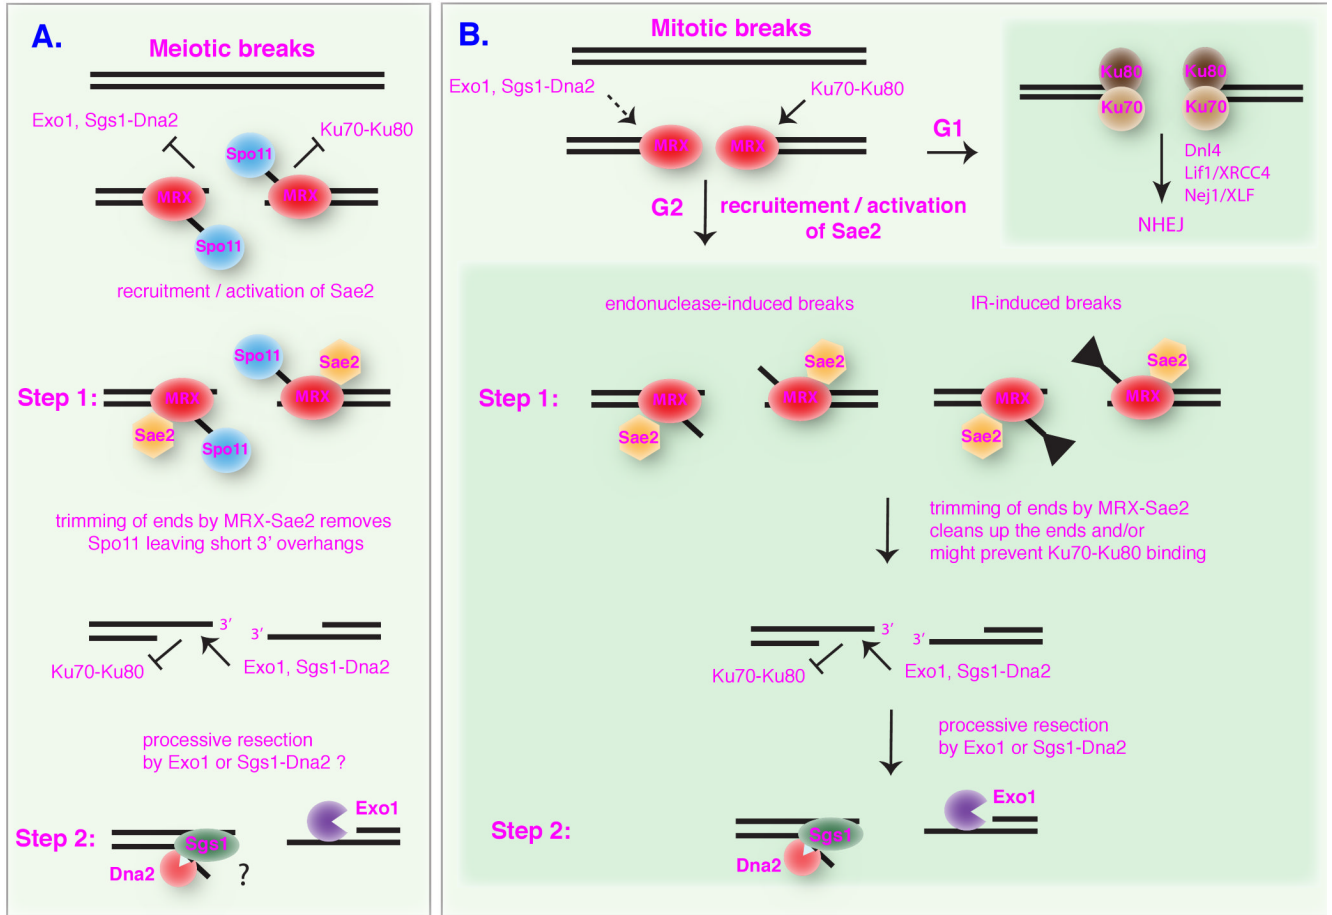 A.
Meiotic breaks
Exo1, Sgs1-Dna2
Ku70-Ku80
Spo11
MRX
MRX
Spo11
recruitment / activation of Sae2
Step 1:
Spo11
Sae2
MRX
MRX
Sae2
Spo11
trimming of ends by MRX-Sae2 removes
Spo11 leaving short 3’ overhangs
3’
3’
Ku70-Ku80
Exo1, Sgs1-Dna2
processive resection
by Exo1 or Sgs1-Dna2 ?
Step 2:
Exo1
Sgs1
Dna2
?
B.
Mitotic breaks
Exo1, Sgs1-Dna2
Ku70-Ku80
MRX
MRX
G1
Ku80
Ku80
Ku70
Ku70
Dnl4
Lif1/XRCC4
Nej1/XLF
NHEJ
G2
recruitement / activation
of Sae2
endonuclease-induced breaks
IR-induced breaks
Step 1:
Sae2
MRX
MRX
Sae2
Sae2
MRX
MRX
Sae2
trimming of ends by MRX-Sae2
cleans up the ends and/or
might prevent Ku70-Ku80 binding
3’
3’
Ku70-Ku80
Exo1, Sgs1-Dna2
processive resection
by Exo1 or Sgs1-Dna2
Step 2:
Exo1
Sgs1
Dna2